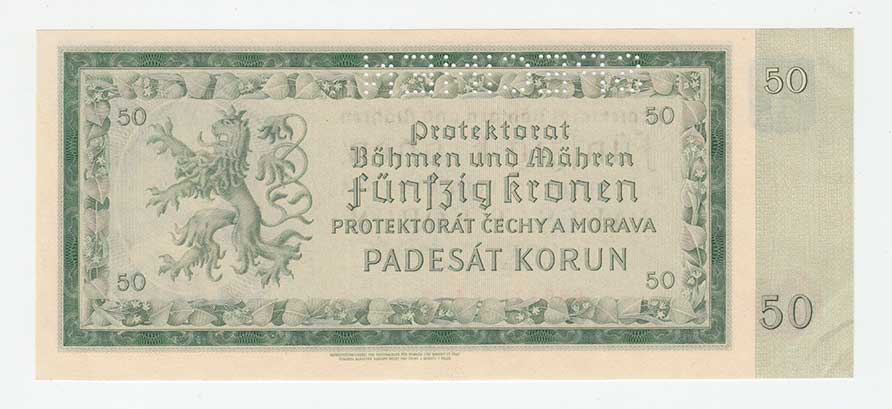 50 50 50
Protektorat
Böhmen und Mähren
Fünfzig Kronen
PROTEKTORÁT ČECHY A MORAVA
PADESÁT KORUN
50 50 50